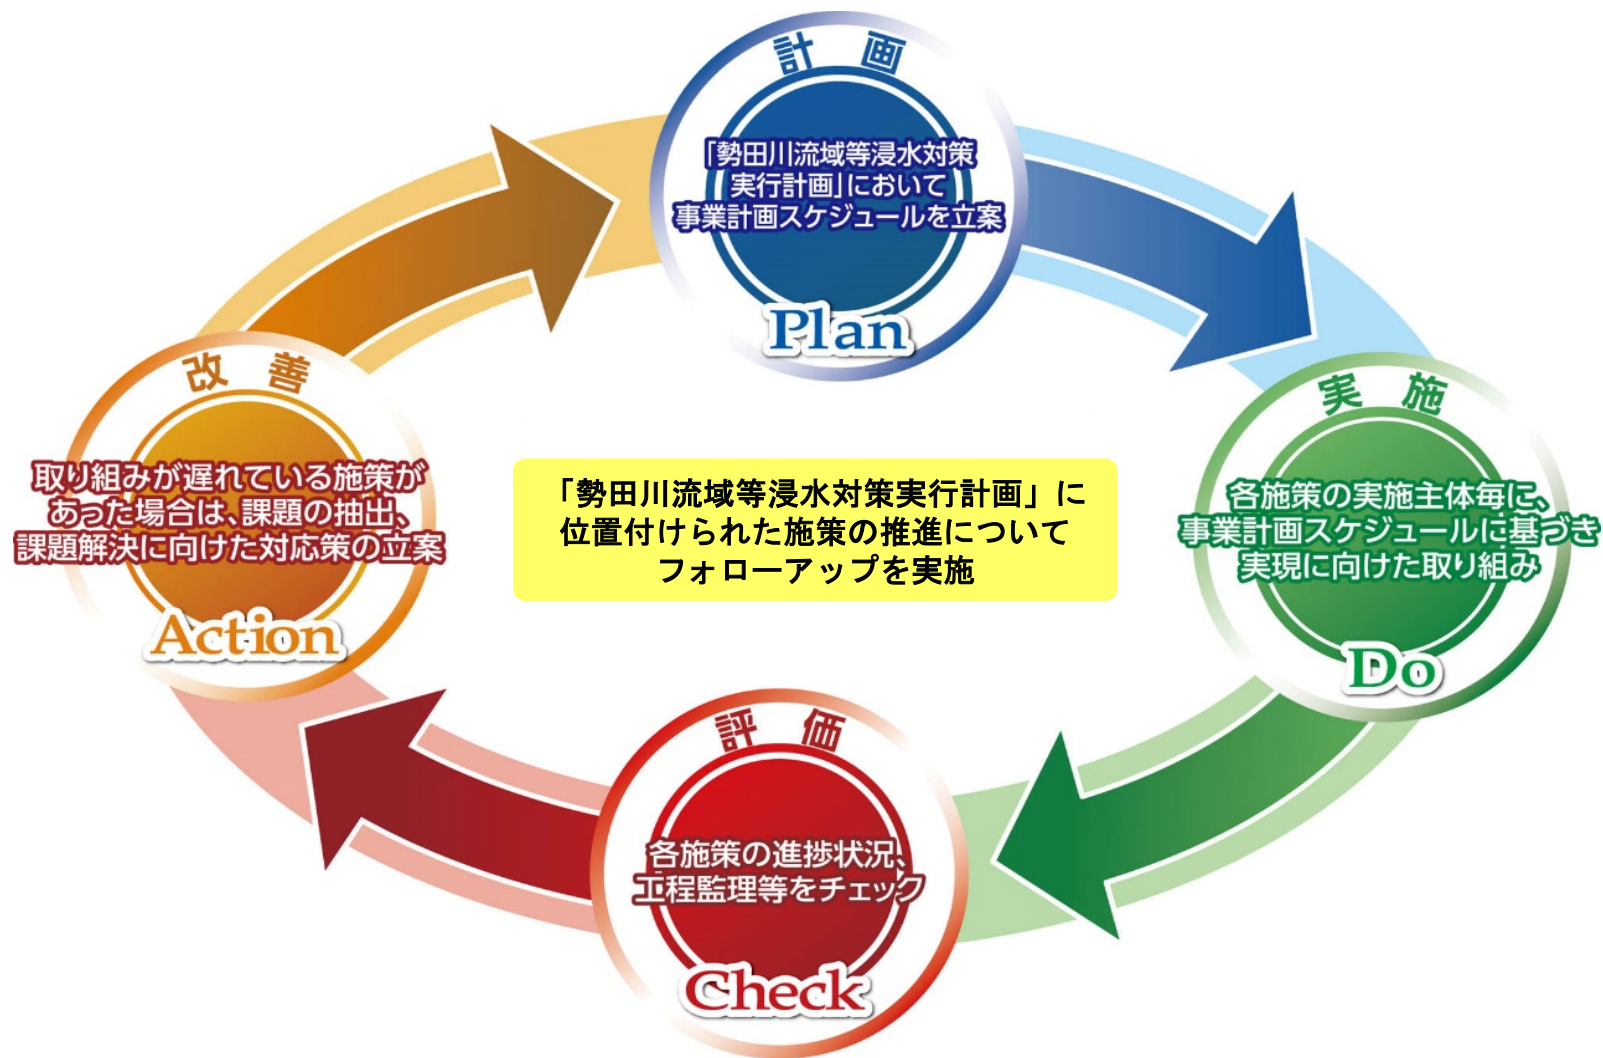 計画
「勢田川流域等浸水対策
実行計画」において
事業計画スケジュールを立案
Plan
実施
各施策の実施主体毎に、
事業計画スケジュールに基づき
実現に向けた取り組み
Do
評価
各施策の進捗状況、
工程監理等をチェック
Check
改善
取り組みが遅れている施策が
あった場合は、課題の抽出、
課題解決に向けた対応策の立案
Action
「勢田川流域等浸水対策実行計画」に
位置付けられた施策の推進について
フォローアップを実施